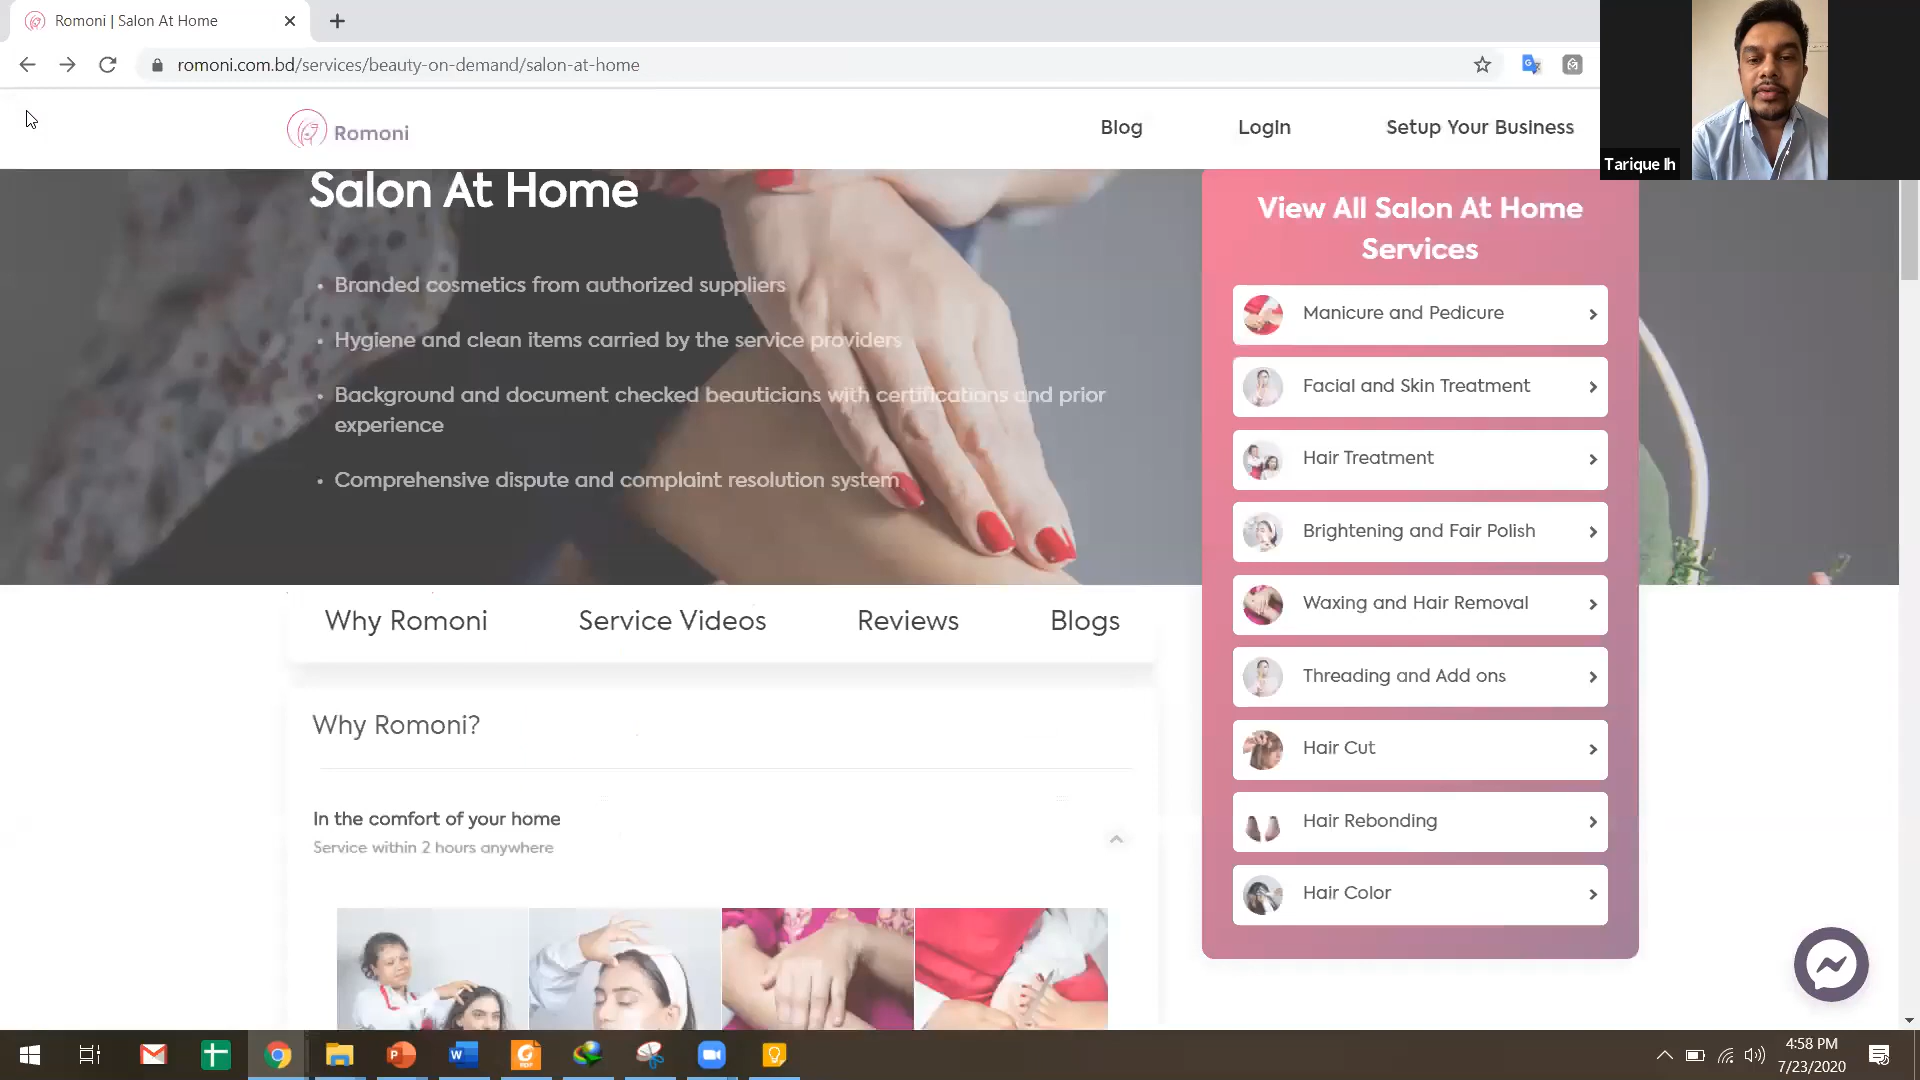 Romoni | Salon At Home
romoni.com.bd/services/beauty-on-demand/salon-at-home
Romoni
Blog
Login
Setup Your Business
Tarique Ih
Salon At Home
• Branded cosmetics from authorized suppliers
• Hygiene and clean items carried by the service providers
• Background and document checked beauticians with certifications and prior
experience
• Comprehensive dispute and complaint resolution system
View All Salon At Home
Services
Manicure and Pedicure
Facial and Skin Treatment
Hair Treatment
Brightening and Fair Polish
Waxing and Hair Removal
Threading and Add ons
Hair Cut
Hair Rebonding
Hair Color
Why Romoni
Service Videos
Reviews
Blogs
Why Romoni?
In the comfort of your home
Service within 2 hours anywhere
4:58 PM
7/23/2020